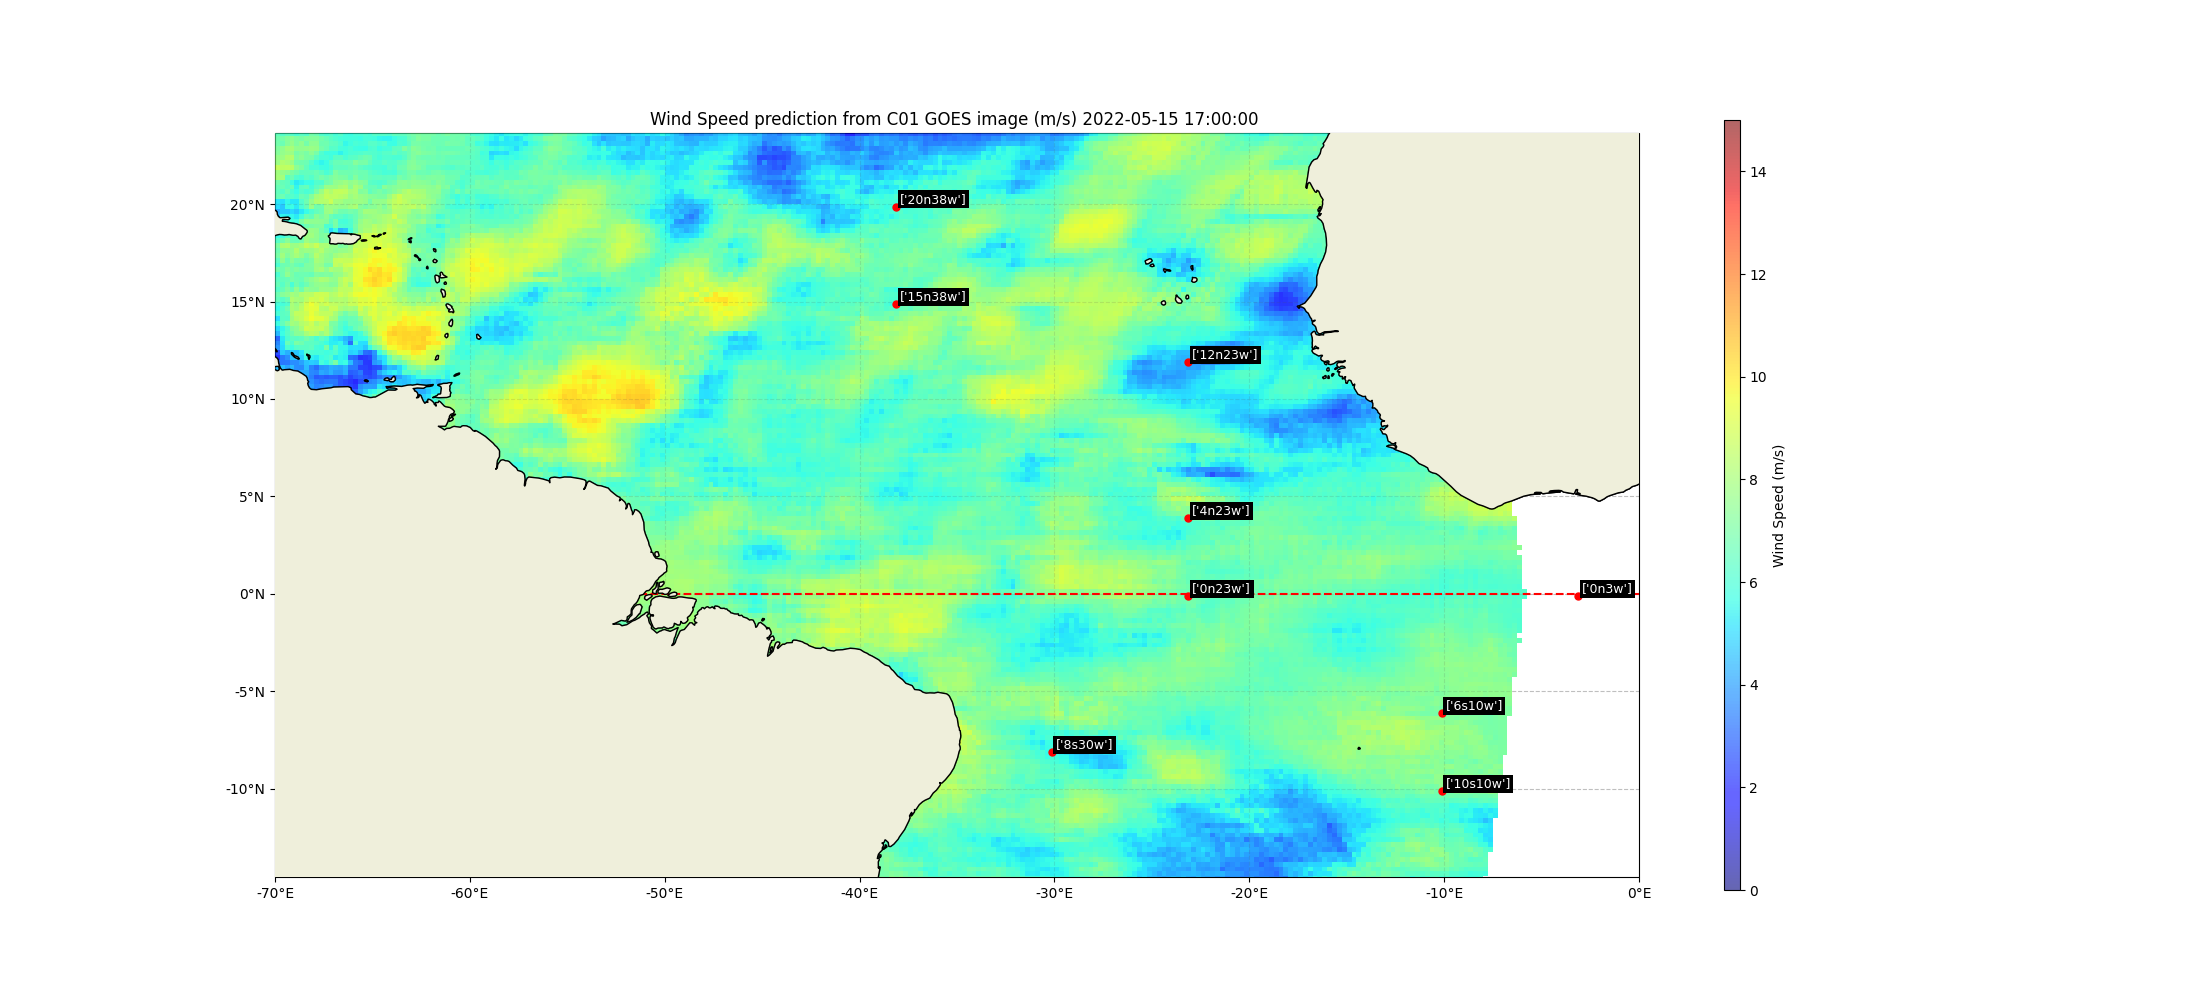 Wind Speed prediction from C01 GOES image (m/s) 2022-05-15 17:00:00
14
20°N
['20n38w']
12
15°N
['15n38w']
['12n23w']
10
10°N
8
5°N
['4n23w']
Wind Speed (m/s)
0°N
['0n23w']
['0n3w']
6
-5°N
['6s10w']
4
['8s30w']
-10°N
['10s10w']
2
0
-70°E
-60°E
-50°E
-40°E
-30°E
-20°E
-10°E
0°E